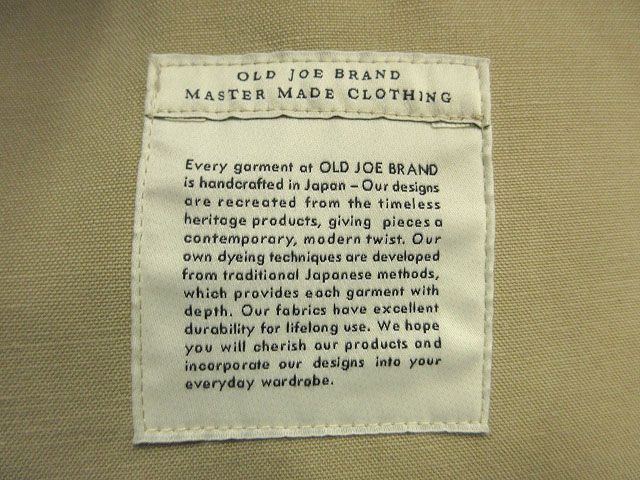 OLD JOE BRAND
MASTER MADE CLOTHING
Every garment at OLD JOE BRAND
is handcrafted in Japan – Our designs
are recreated from the timeless
heritage products, giving pieces a
contemporary, modern twist. Our
own dyeing techniques are developed
from traditional Japanese methods,
which provides each garment with
depth. Our fabrics have excellent
durability for lifelong use. We hope
you will cherish our products and
incorporate our designs into your
everyday wardrobe.